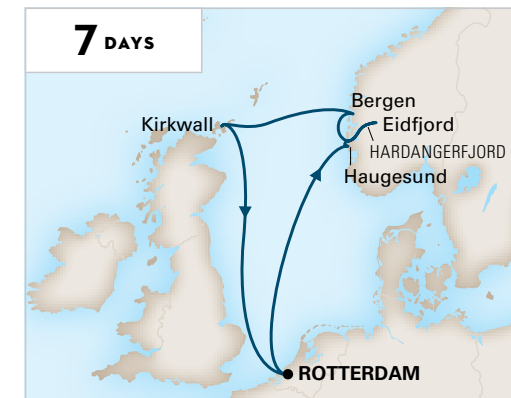 7 DAYS
Bergen
Kirkwall
Eidfjord
HARDANGERFJORD
Haugesund
ROTTERDAM